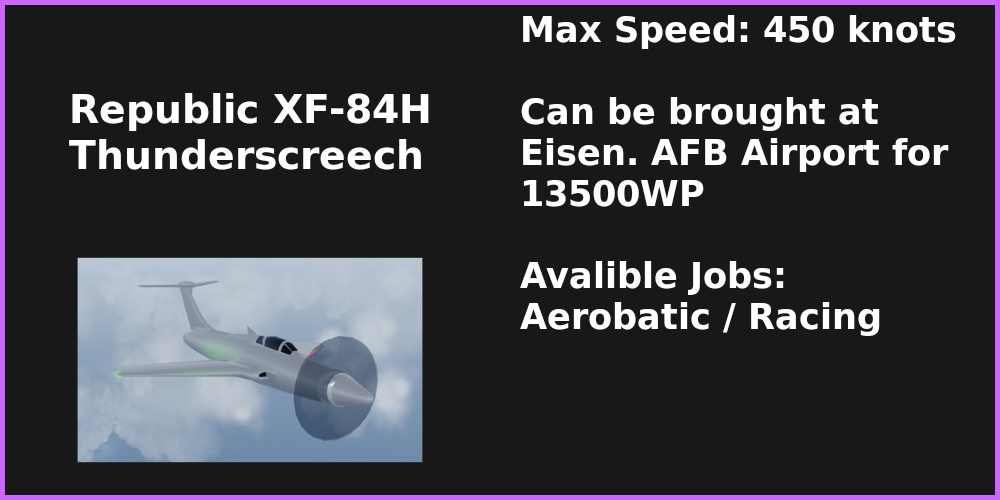 Republic XF-84H
Thunderscreech
Max Speed: 450 knots
Can be brought at
Eisen. AFB Airport for
13500WP
Avalible Jobs:
Aerobatic / Racing